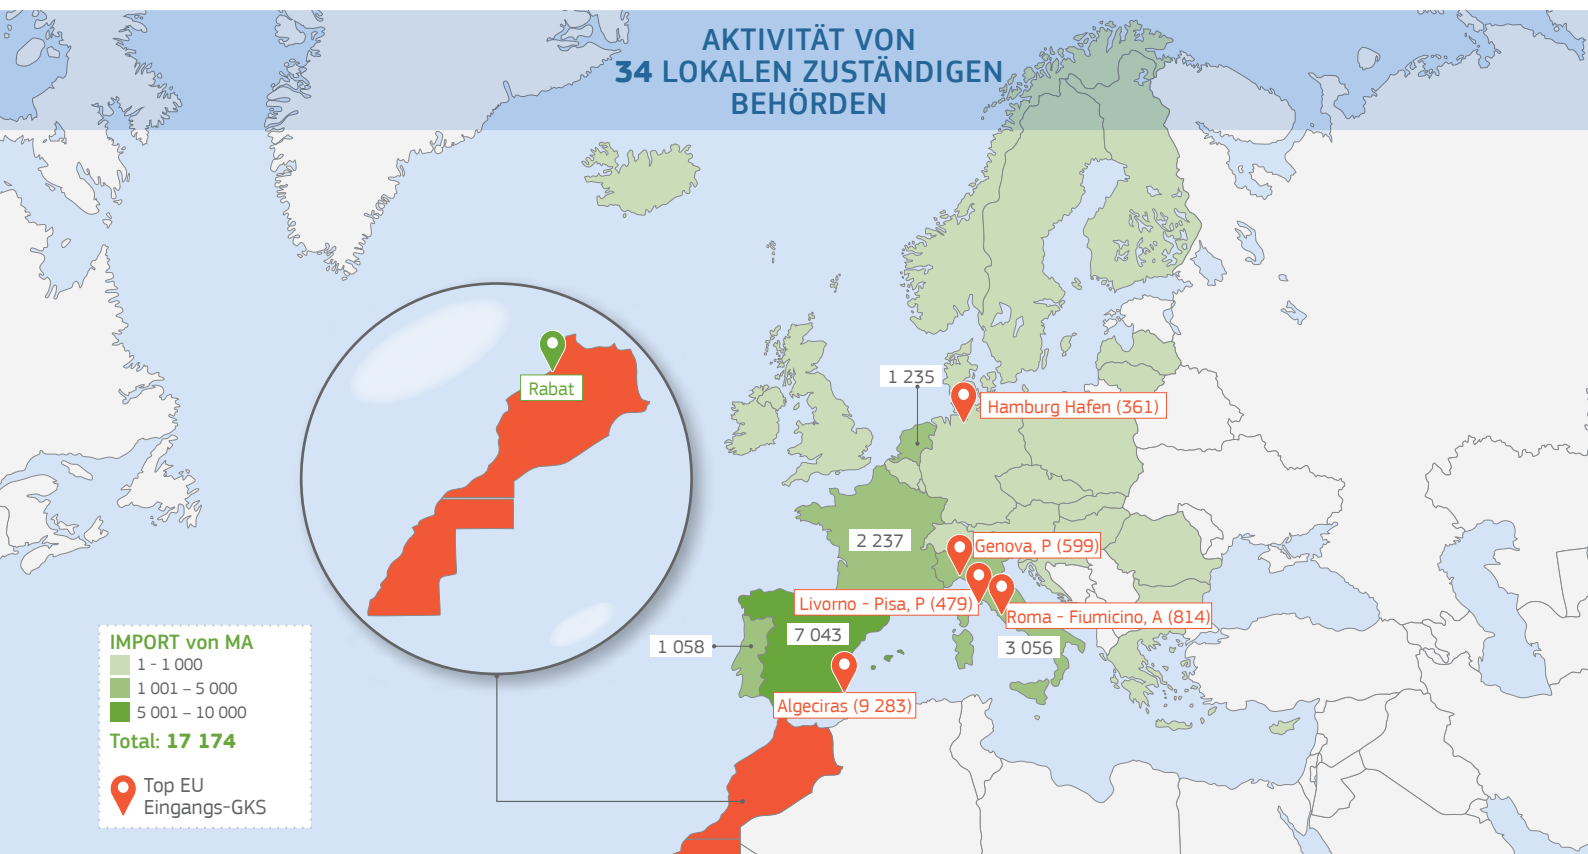 AKTIVITÄT VON
34 LOKALEN ZUSTÄNDIGEN
BEHÖRDEN
Rabat
1 235
Hamburg Hafen (361)
2 237
Genova, P (599)
Livorno - Pisa, P (479)
Roma - Fiumicino, A (814)
1 058
7 043
3 056
Algeciras (9 283)
IMPORT von MA
1 - 1 000
1 001 – 5 000
5 001 – 10 000
Total: 17 174
Top EU
Eingangs-GKS